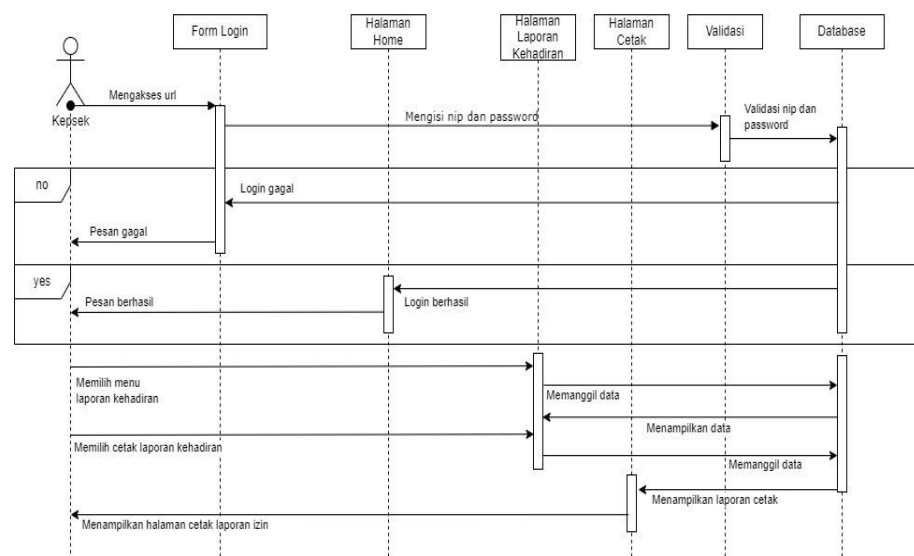 Form Login
Halaman
Home
Halaman
Laporan
Kehadiran
Halaman
Cetak
Validasi
Database
Kepsek
Mengakses url
Mengisi nip dan password
Validasi nip dan
password
no
Login gagal
Pesan gagal
yes
Pesan berhasil
Login berhasil
Memilih menu
laporan kehadiran
Memanggil data
Menampilkan data
Memilih cetak laporan kehadiran
Memanggil data
Menampilkan laporan cetak
Menampilkan halaman cetak laporan izin